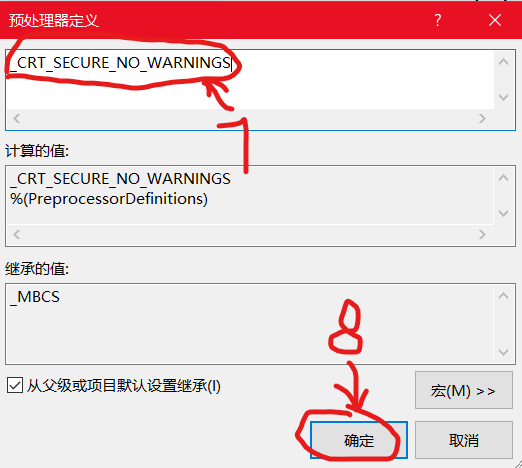 预处理器定义
_CRT_SECURE_NO_WARNINGS
7
计算的值:
_CRT_SECURE_NO_WARNINGS
%(PreprocessorDefinitions)
继承的值:
_MBCS
8
从父级或项目默认设置继承(I)
宏(M) >>
确定
取消